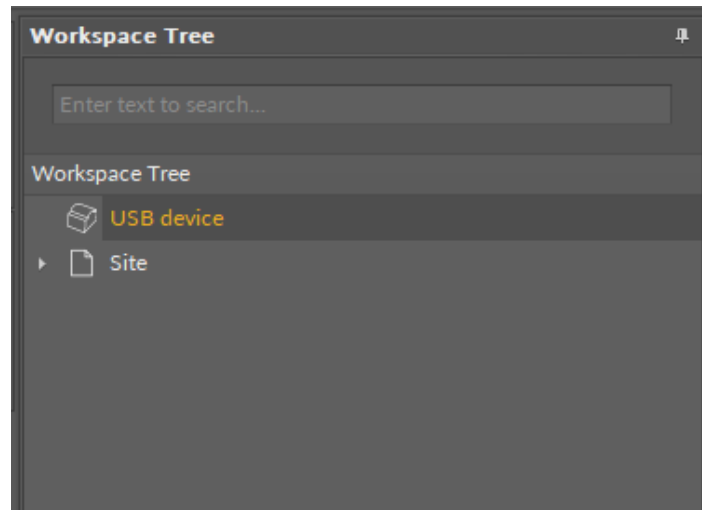 Workspace Tree
Enter text to search...
Workspace Tree
USB device
Site